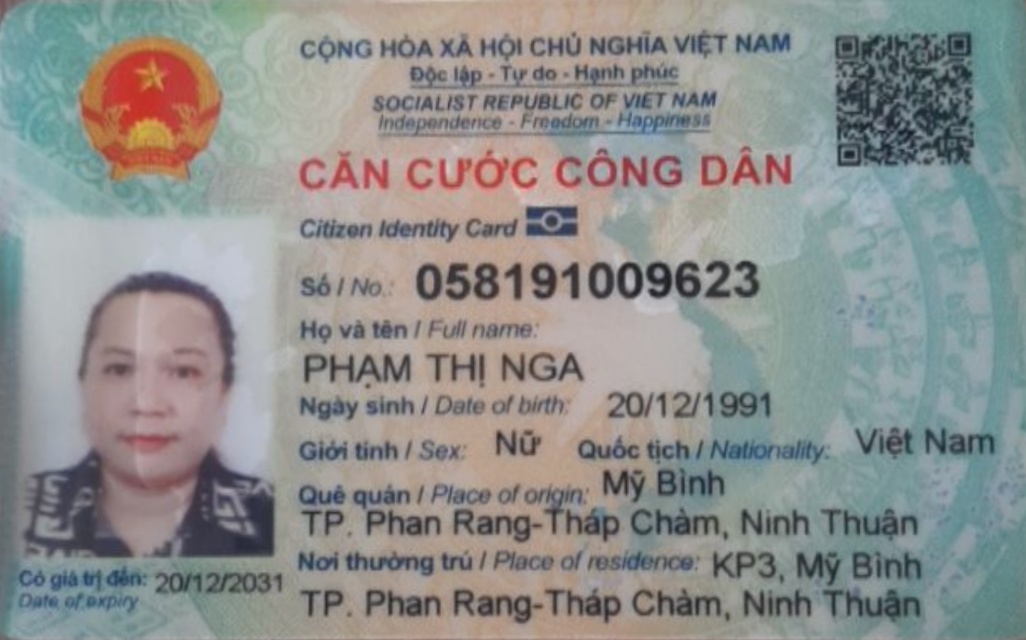 CỘNG HÒA XÃ HỘI CHỦ NGHĨA VIỆT NAM
Độc lập - Tự do - Hạnh phúc
SOCIALIST REPUBLIC OF VIET NAM
Independence - Freedom - Happiness
CĂN CƯỚC CÔNG DÂN
Citizen Identity Card
Số / No.: 058191009623
Họ và tên / Full name:
PHẠM THỊ NGA
Ngày sinh / Date of birth: 20/12/1991
Giới tính / Sex: Nữ Quốc tịch / Nationality: Việt Nam
Quê quán / Place of origin: Mỹ Bình
TP. Phan Rang-Tháp Chàm, Ninh Thuận
Nơi thường trú / Place of residence: KP3, Mỹ Bình
TP. Phan Rang-Tháp Chàm, Ninh Thuận
Có giá trị đến: 20/12/2031
Date of expiry